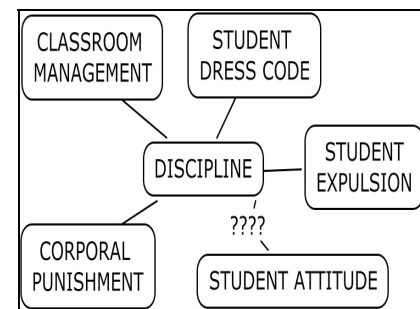 CLASSROOM
MANAGEMENT
STUDENT
DRESS CODE
DISCIPLINE
STUDENT
EXPULSION
????
CORPORAL
PUNISHMENT
STUDENT ATTITUDE